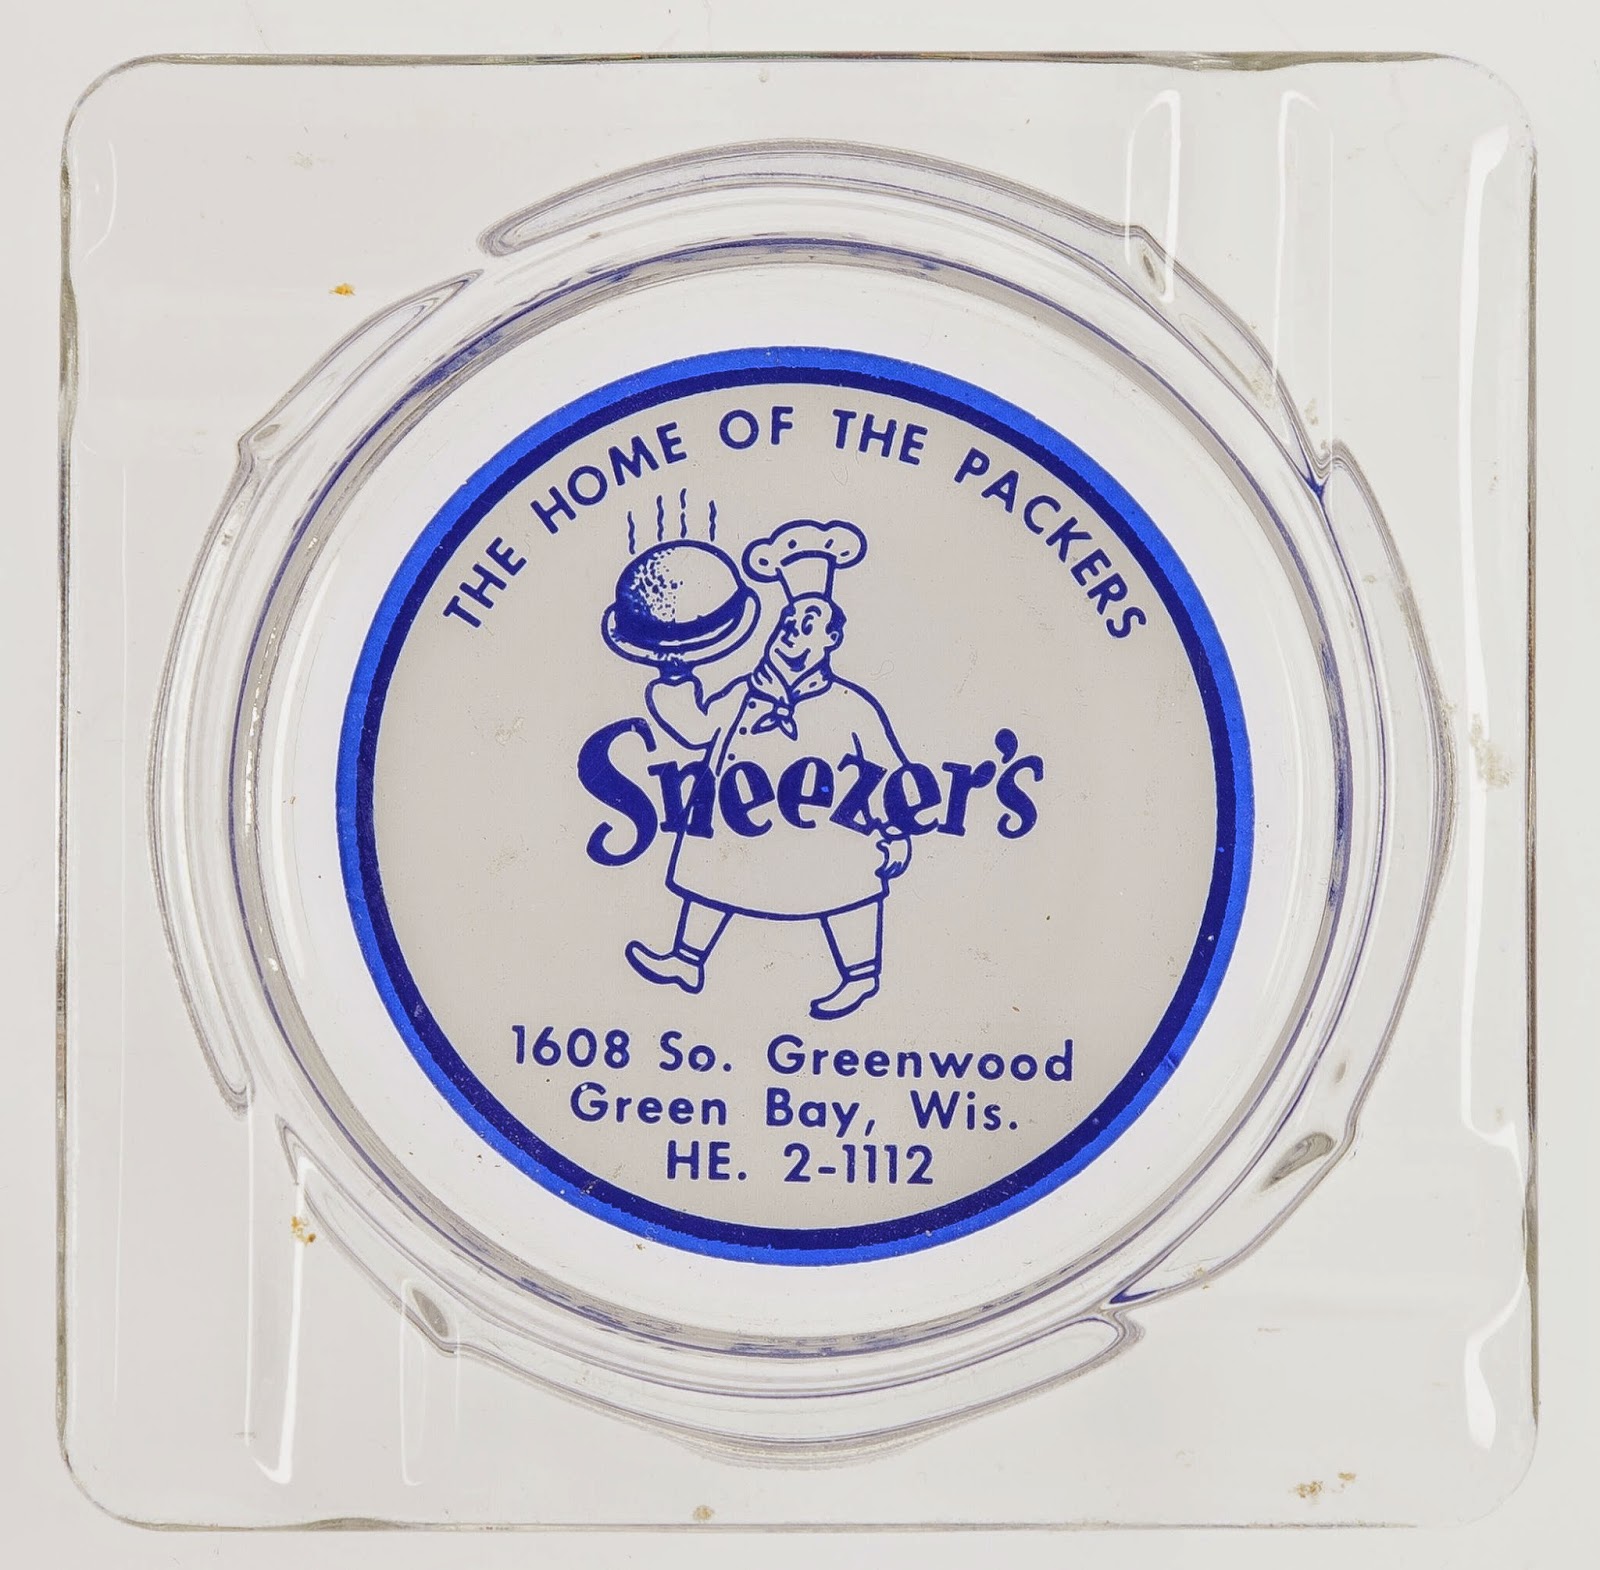 THE HOME OF THE PACKERS
Sneezer's
1608 So. Greenwood
Green Bay, Wis.
HE. 2-1112